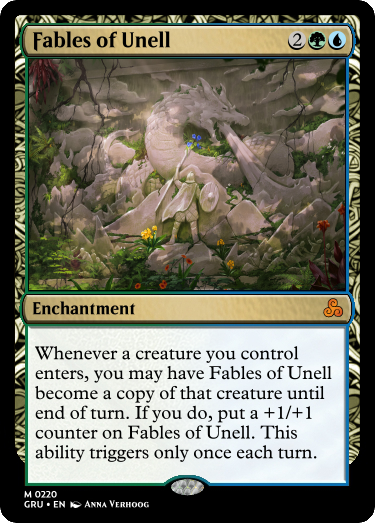 Fables of Unell 2
Enchantment
Whenever a creature you control
enters, you may have Fables of Unell
become a copy of that creature until
end of turn. If you do, put a +1/+1
counter on Fables of Unell. This
ability triggers only once each turn.
M 0220
GRU • EN Anna Verhoog